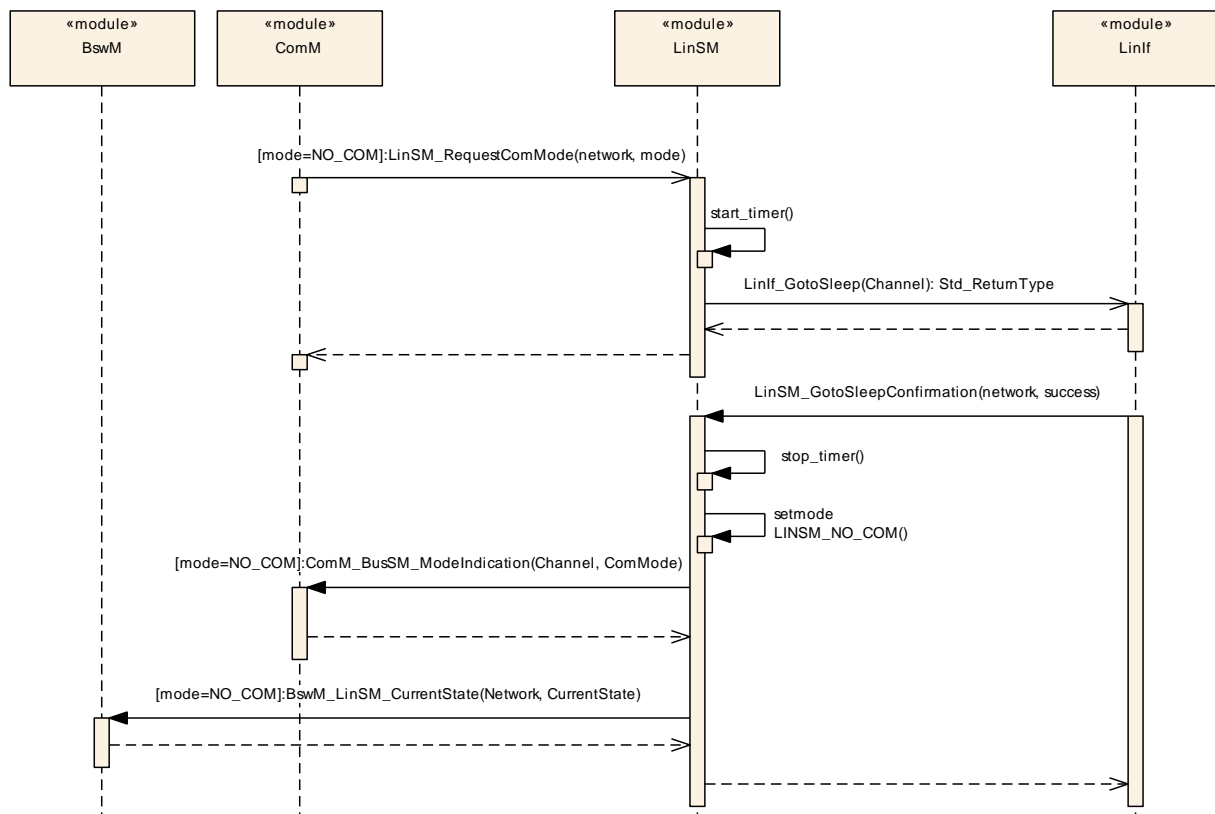 «module»
BswM
«module»
ComM
«module»
LinSM
«module»
LinIf
[mode=NO_COM]:LinSM_RequestComMode(network, mode)
start_timer()
LinIf_GotoSleep(Channel): Std_ReturnType
LinSM_GotoSleepConfirmation(network, success)
stop_timer()
setmode
LINSM_NO_COM()
[mode=NO_COM]:ComM_BusSM_ModeIndication(Channel, ComMode)
[mode=NO_COM]:BswM_LinSM_CurrentState(Network, CurrentState)